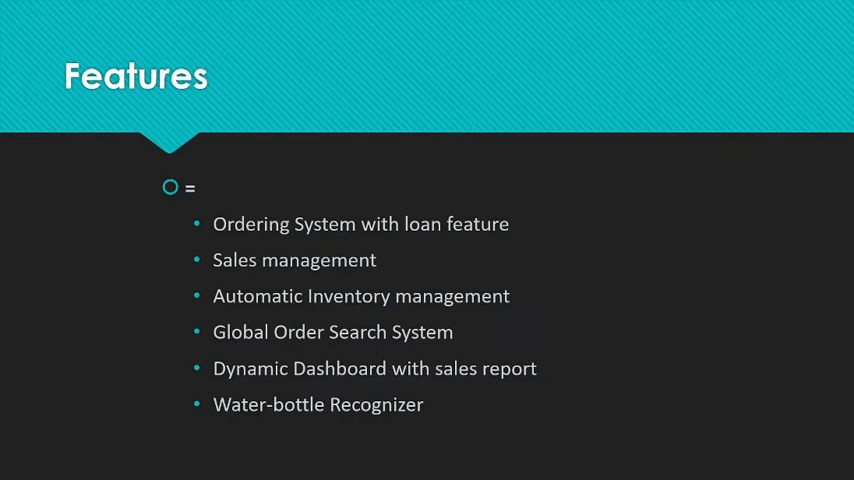 Features
=
Ordering System with loan feature
Sales management
Automatic Inventory management
Global Order Search System
Dynamic Dashboard with sales report
Water-bottle Recognizer